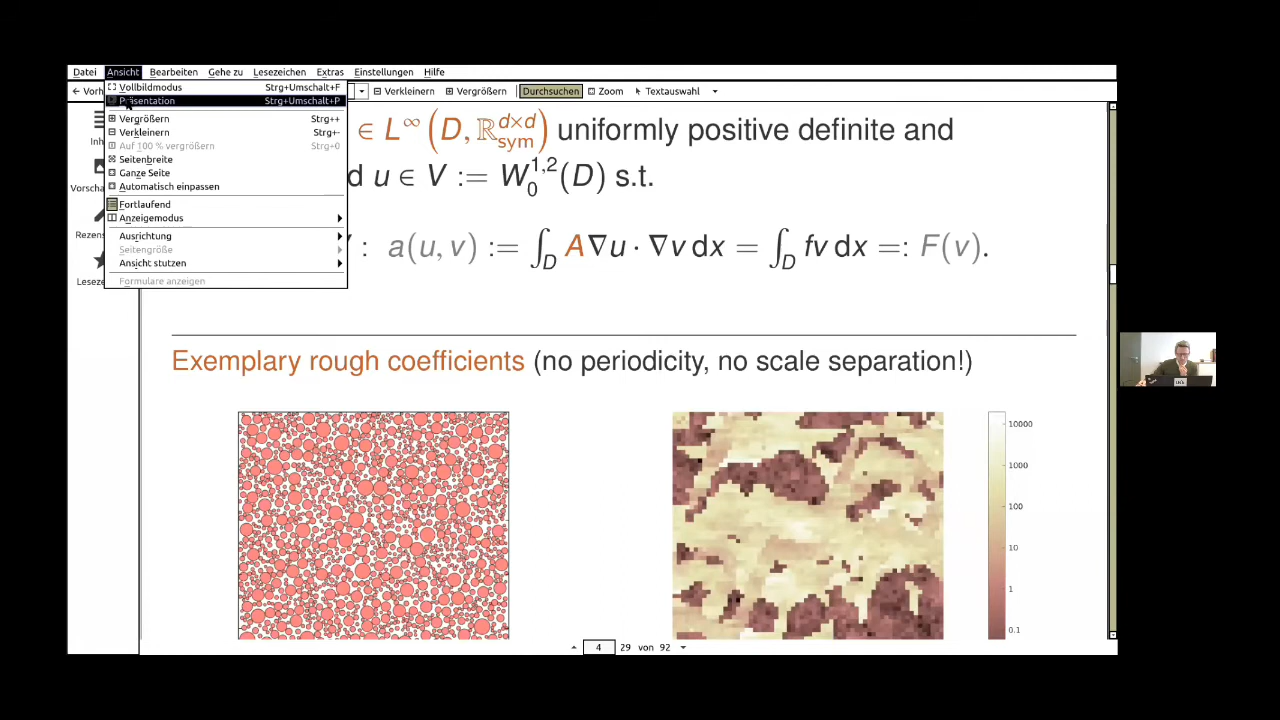 Datei Ansicht Bearbeiten Gehe zu Lesezeichen Extras Einstellungen Hilfe
Vollbildmodus Strg+Umschalt+F
Präsentation Strg+Umschalt+P
Vergrößern Strg++
Verkleinern Strg+-
Auf 100 % vergrößern Strg+0
Seitenbreite
Ganze Seite
Automatisch einpassen
Fortlaufend
Anzeigemodus
Ausrichtung
Seitengröße
Ansicht stutzen
Formulare anzeigen
Verkleinern Vergrößern Durchsuchen Zoom Textauswahl
∈ L^∞(D, ℝ^{d×d}_{sym}) uniformly positive definite and
d u ∈ V := W_0^{1,2}(D) s.t.
: a(u, v) := ∫_D A∇u · ∇v dx = ∫_D fv dx =: F(v).
Exemplary rough coefficients (no periodicity, no scale separation!)
10000
1000
100
10
1
0.1
4 29 von 92